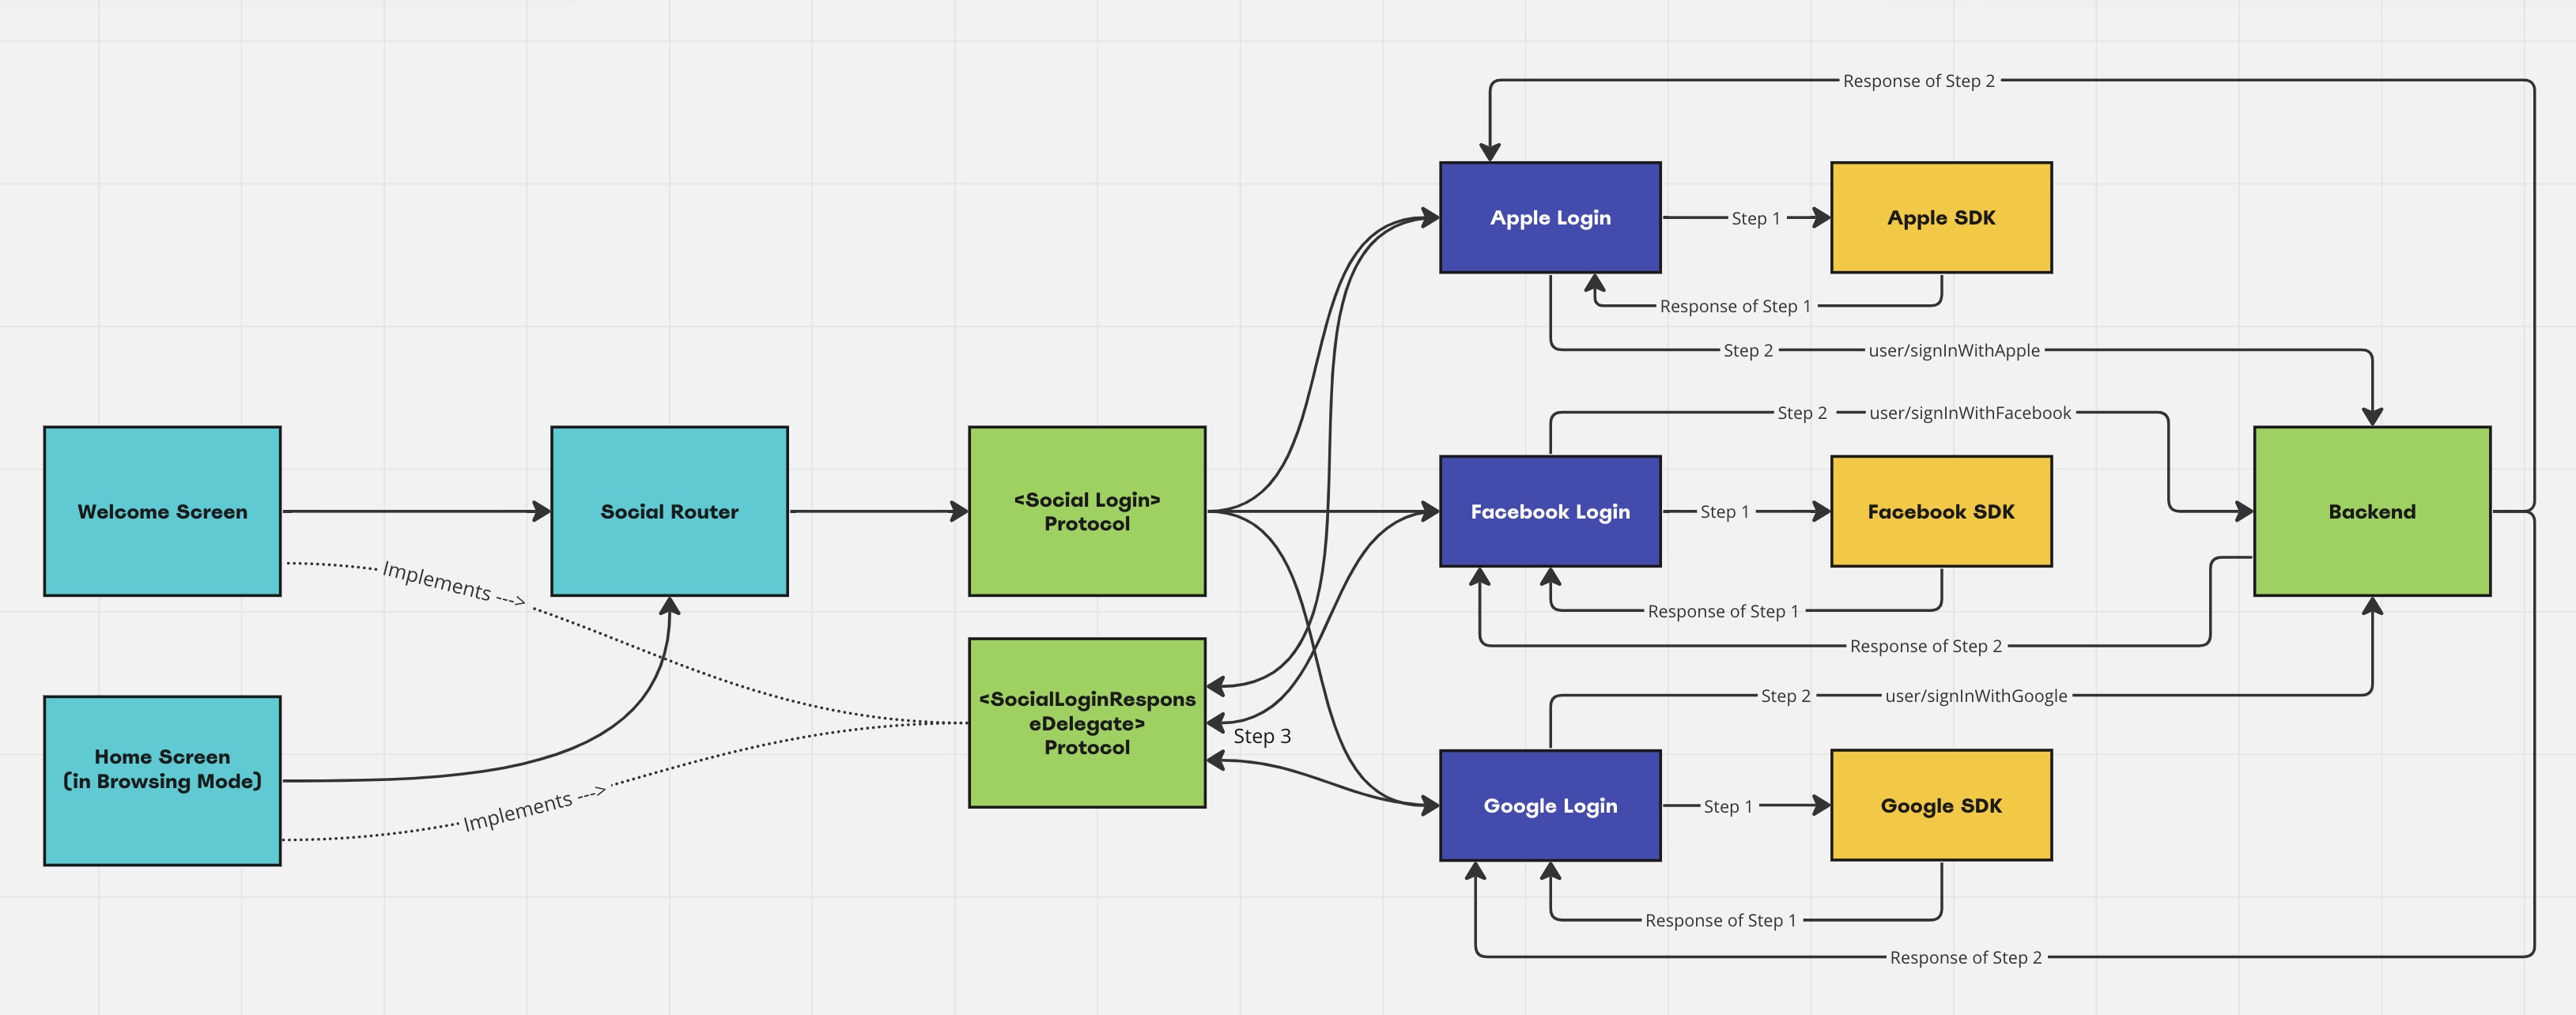 Response of Step 2
Apple Login
Step 1
Apple SDK
Response of Step 1
Step 2
user/signInWithApple
Step 2
user/signInWithFacebook
Welcome Screen
Social Router
<Social Login>
Protocol
Facebook Login
Step 1
Facebook SDK
Backend
Implements --->
Response of Step 1
Response of Step 2
<SocialLoginRespons
eDelegate>
Protocol
Step 3
Step 2
user/signInWithGoogle
Home Screen
(in Browsing Mode)
Implements --->
Google Login
Step 1
Google SDK
Response of Step 1
Response of Step 2